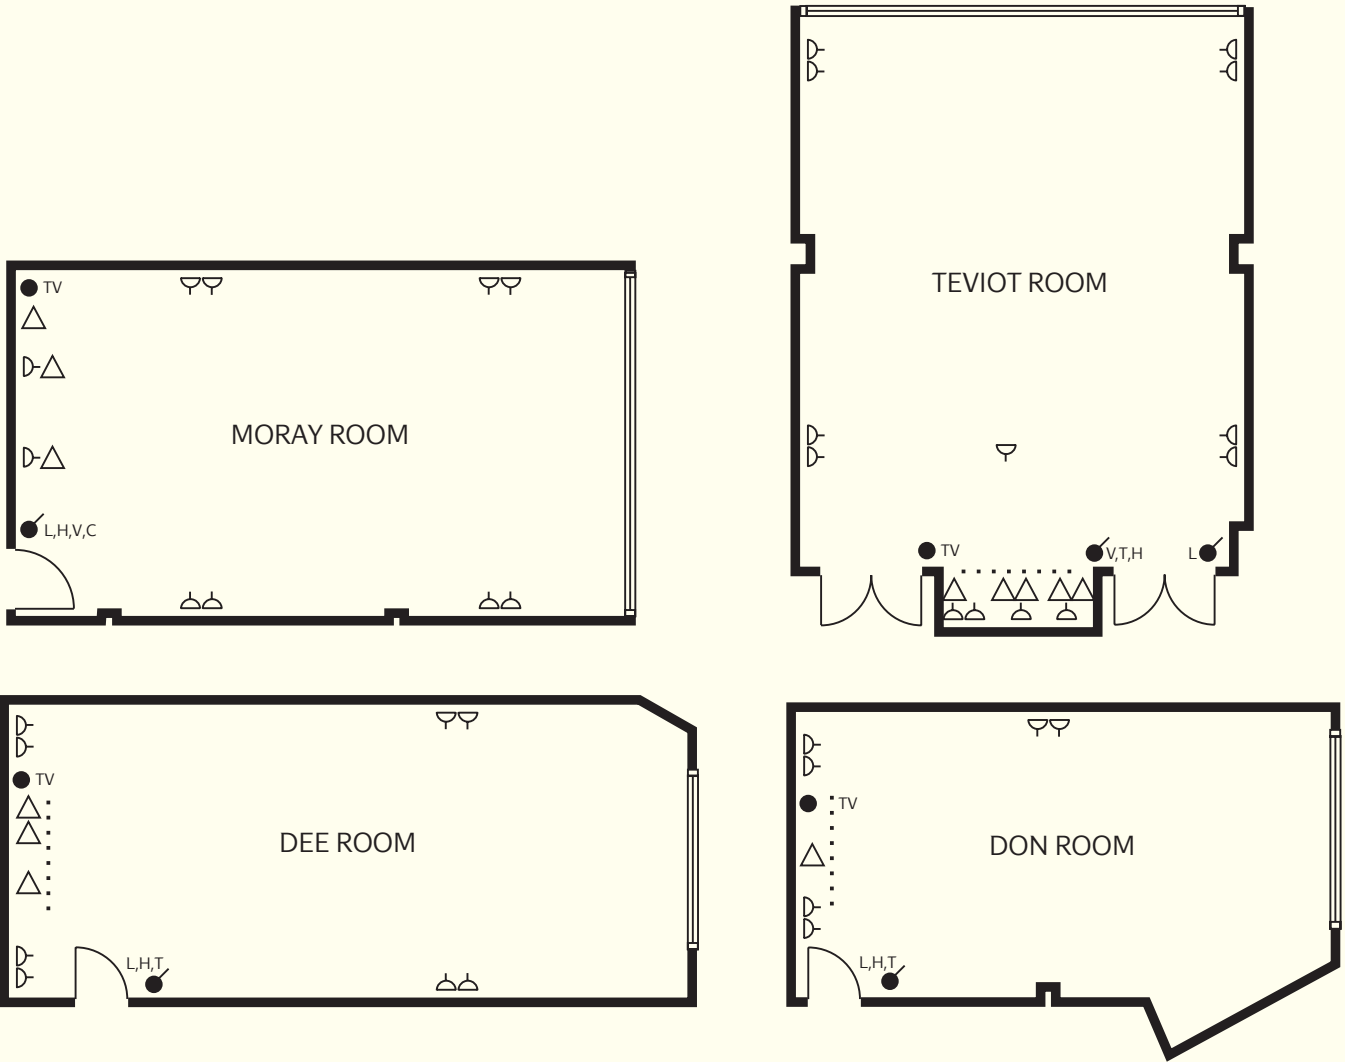 TV
MORAY ROOM
L,H,V,C
TEVIOT ROOM
TV
V,T,H
L
TV
DEE ROOM
L,H,T
TV
DON ROOM
L,H,T